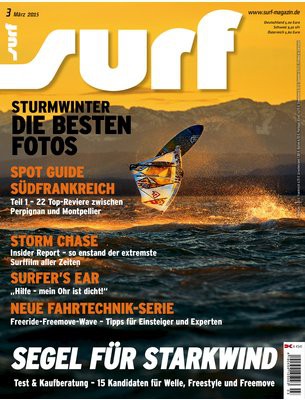 3 März 2015
www.surf-magazin.de
surf
surf
STURMWINTER
DIE BESTEN
FOTOS
SPOT GUIDE
SÜDFRANKREICH
Teil 1 – 22 Top-Reviere zwischen
Perpignan und Montpellier
STORM CHASE
Insider Report – so enstand der extremste
Surffilm aller Zeiten
SURFER'S EAR
„Hilfe – mein Ohr ist dicht!“
NEUE FAHRTECHNIK-SERIE
Freeride-Freemove-Wave – Tipps für Einsteiger und Experten
SEGEL FÜR STARKWIND
Test & Kaufberatung – 15 Kandidaten für Welle, Freestyle und Freemove